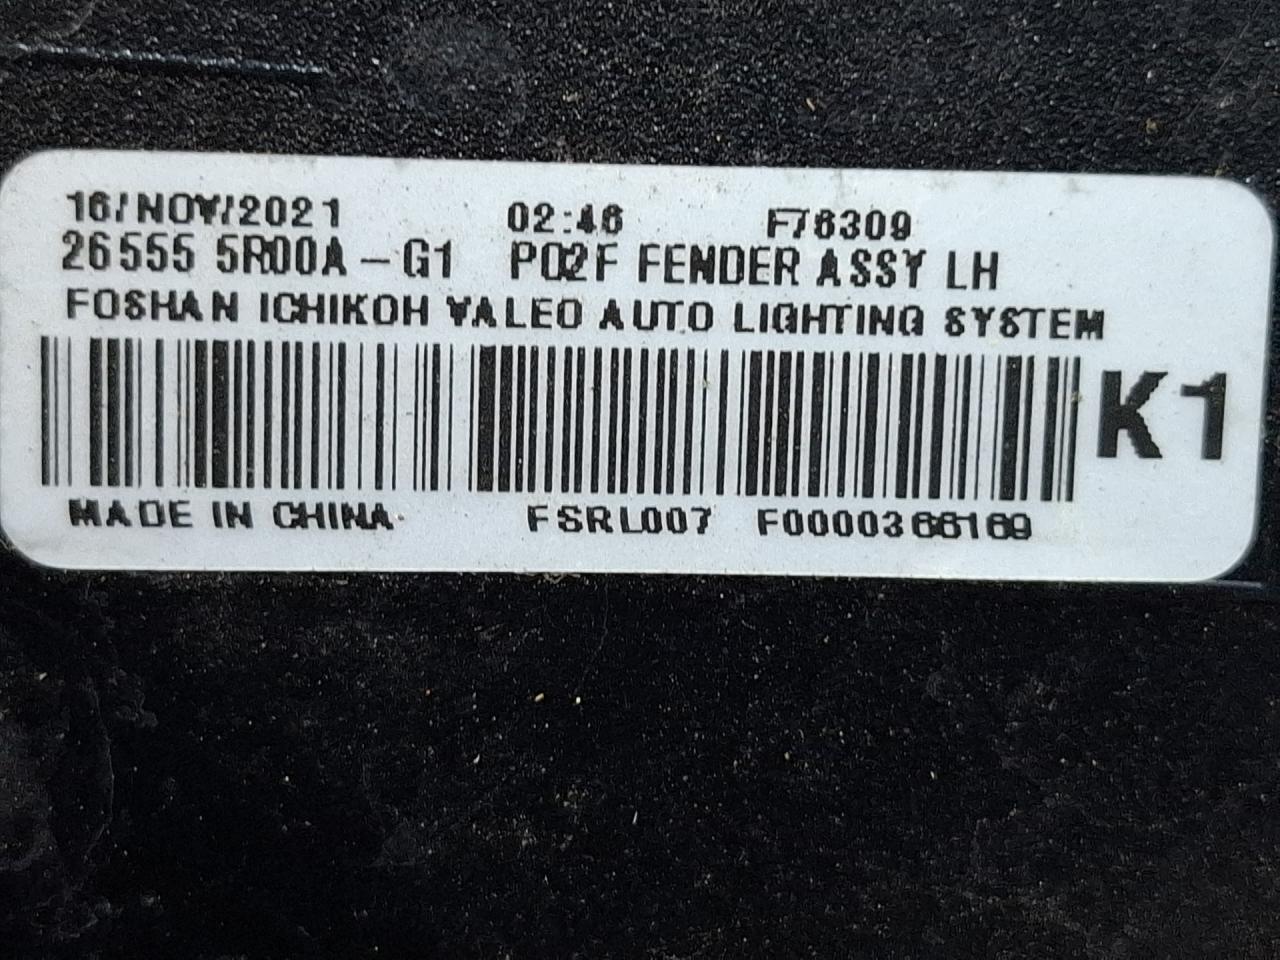 16/NOV/2021 02:46 F76309
26555 5R00A-G1 P02F FENDER ASSY LH
FOSHAN ICHIKOH VALEO AUTO LIGHTING SYSTEM
K1
MADE IN CHINA FSRL007 F0000366169